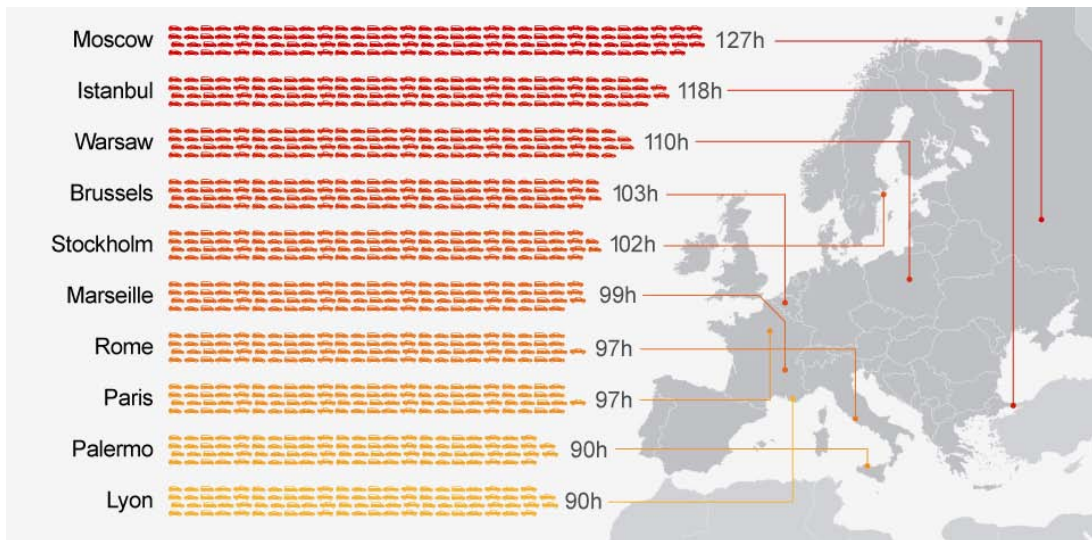 Moscow 127h
Istanbul 118h
Warsaw 110h
Brussels 103h
Stockholm 102h
Marseille 99h
Rome 97h
Paris 97h
Palermo 90h
Lyon 90h